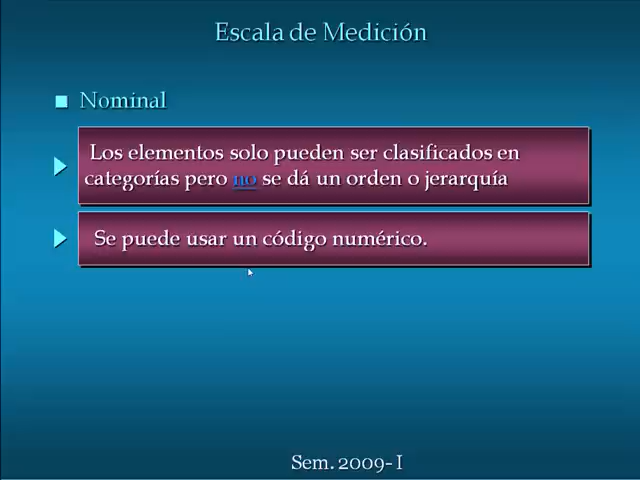 Escala de Medición
Nominal
Los elementos solo pueden ser clasificados en
categorías pero no se dá un orden o jerarquía
Se puede usar un código numérico.
Sem. 2009- I